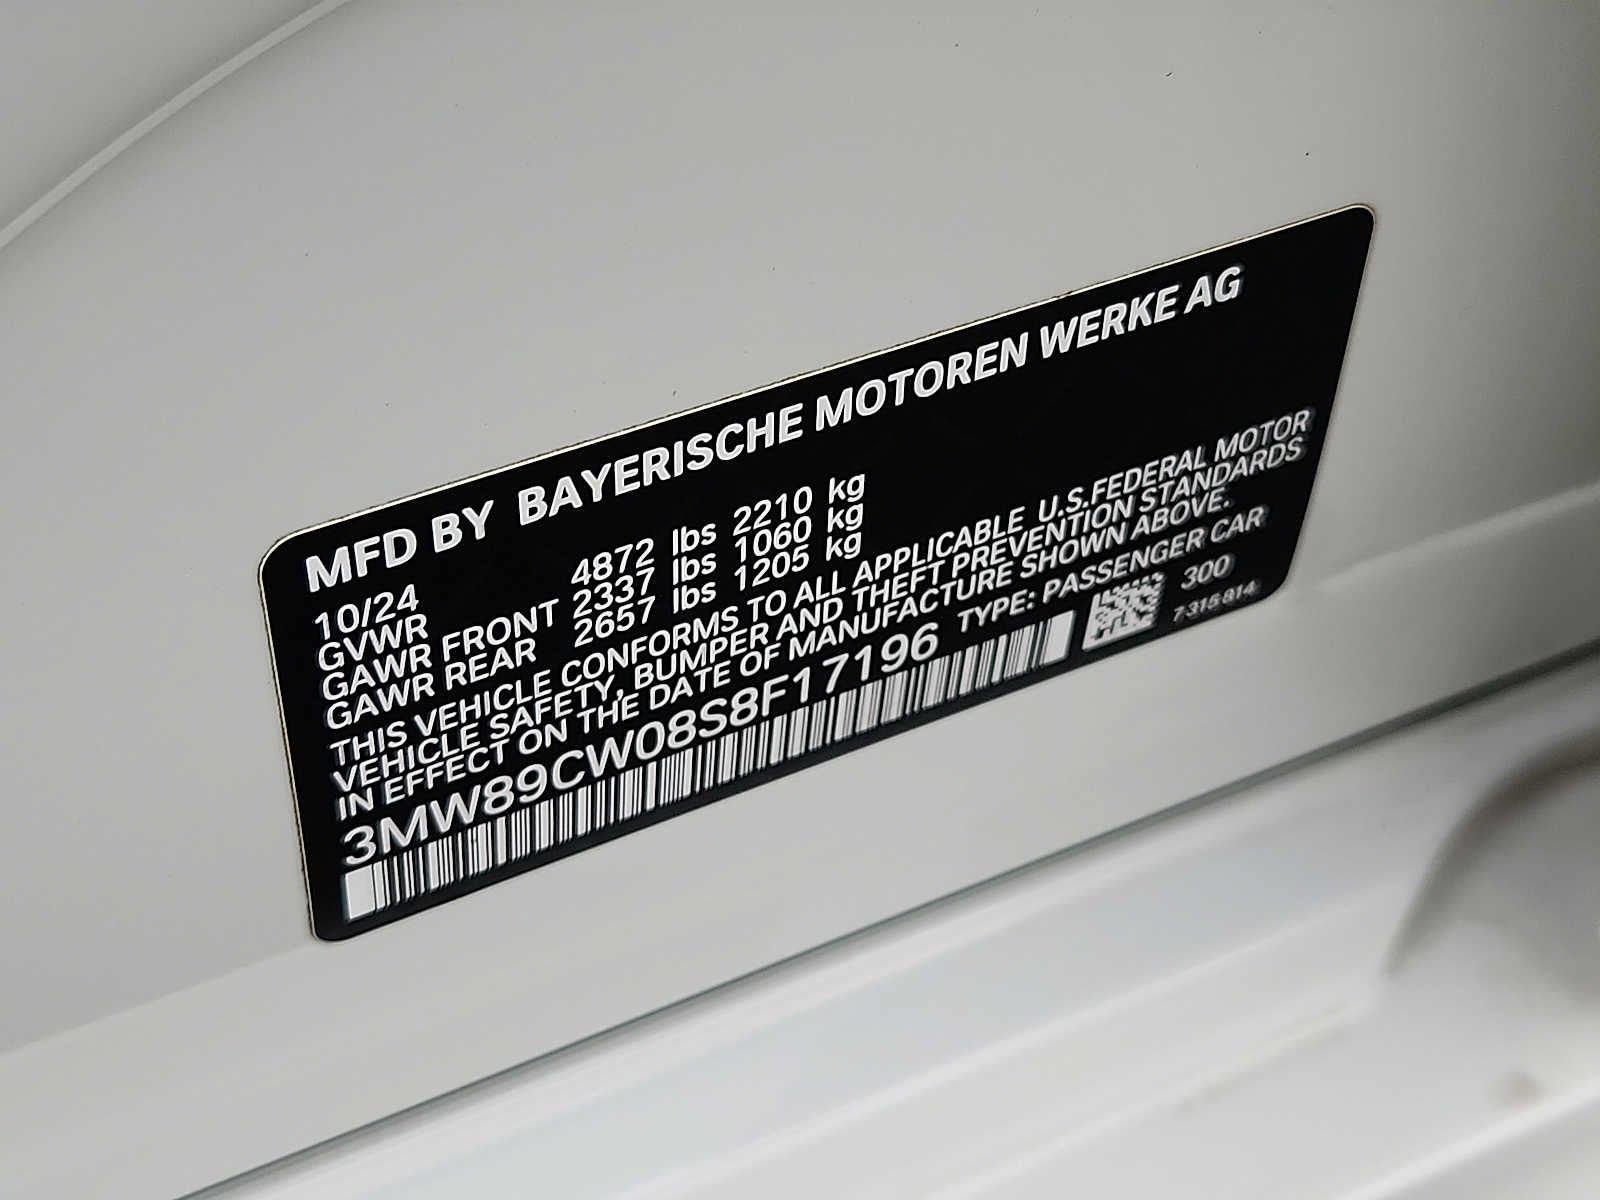 MFD BY BAYERISCHE MOTOREN WERKE AG
10/24
GVWR 4872 lbs 2210 kg
GAWR FRONT 2337 lbs 1060 kg
GAWR REAR 2657 lbs 1205 kg
THIS VEHICLE CONFORMS TO ALL APPLICABLE U.S.FEDERAL MOTOR
VEHICLE SAFETY, BUMPER AND THEFT PREVENTION STANDARDS
IN EFFECT ON THE DATE OF MANUFACTURE SHOWN ABOVE.
3MW89CW08S8F17196 TYPE: PASSENGER CAR
300
7 315 814